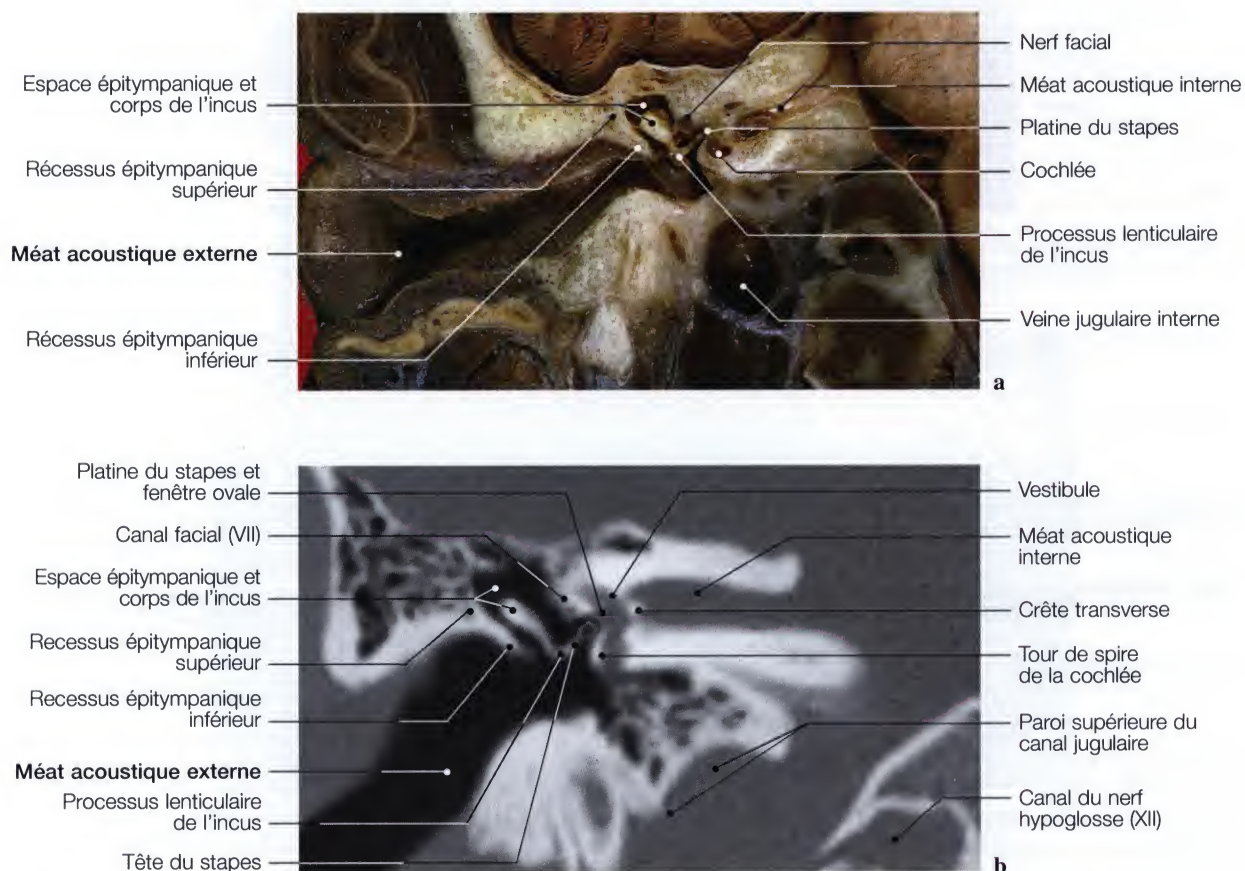 Espace épitympanique et
corps de l'incus
Récessus épitympanique
supérieur
Méat acoustique externe
Récessus épitympanique
inférieur
Nerf facial
Méat acoustique interne
Platine du stapes
Cochlée
Processus lenticulaire
de l'incus
Veine jugulaire interne
a
Platine du stapes et
fenêtre ovale
Canal facial (VII)
Espace épitympanique et
corps de l'incus
Recessus épitympanique
supérieur
Recessus épitympanique
inférieur
Méat acoustique externe
Processus lenticulaire
de l'incus
Tête du stapes
Vestibule
Méat acoustique
interne
Crête transverse
Tour de spire
de la cochlée
Paroi supérieure du
canal jugulaire
Canal du nerf
hypoglosse (XII)
b